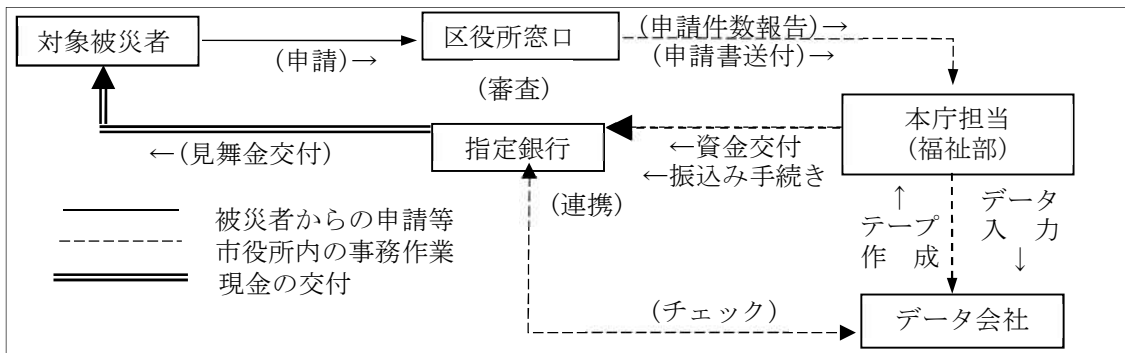 対象被災者
(申請)→
区役所窓口
(審査)
(申請件数報告)→
(申請書送付)→
本庁担当
(福祉部)
←資金交付
←振込み手続き
指定銀行
←(見舞金交付)
(連携)
↑
テープ
作 成
データ
入 力
↓
被災者からの申請等
市役所内の事務作業
現金の交付
(チェック)
データ会社